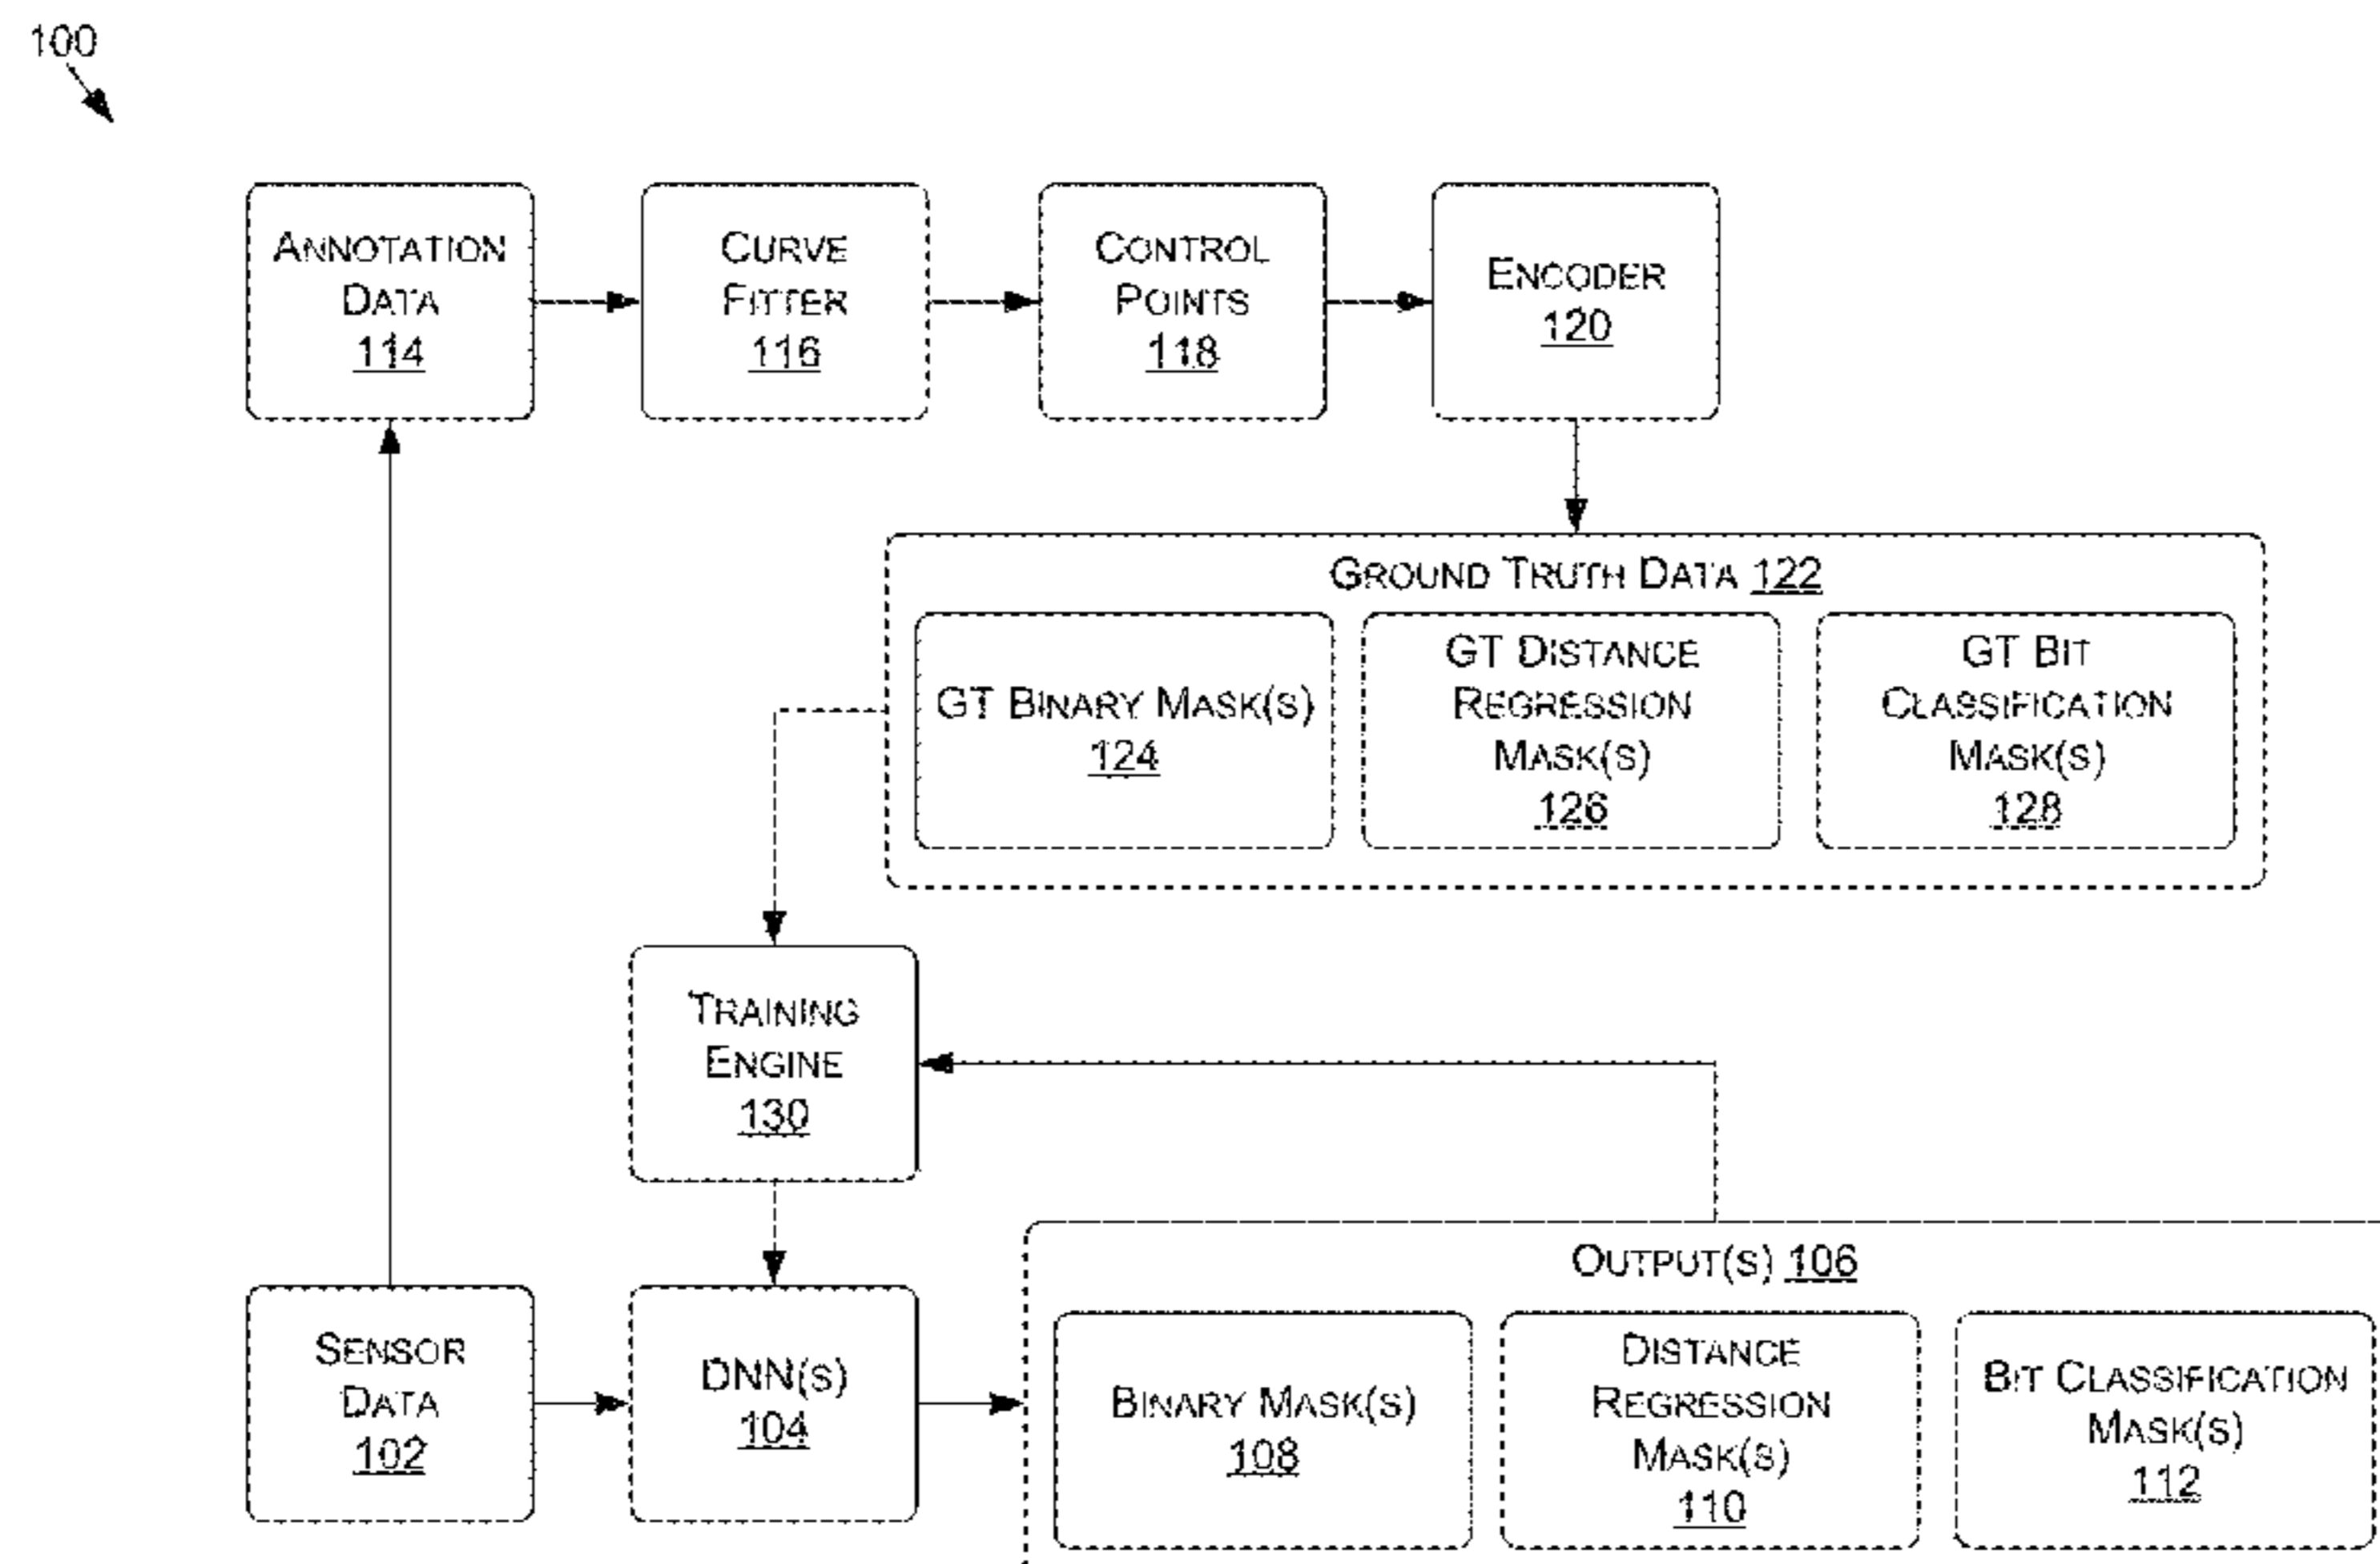 100
ANNOTATION
DATA
114
CURVE
FITTER
116
CONTROL
POINTS
118
ENCODER
120
GROUND TRUTH DATA 122
GT BINARY MASK(S)
124
GT DISTANCE
REGRESSION
MASK(S)
126
GT BIT
CLASSIFICATION
MASK(S)
128
TRAINING
ENGINE
130
SENSOR
DATA
102
DNN(S)
104
OUTPUT(S) 106
BINARY MASK(S)
108
DISTANCE
REGRESSION
MASK(S)
110
BIT CLASSIFICATION
MASK(S)
112